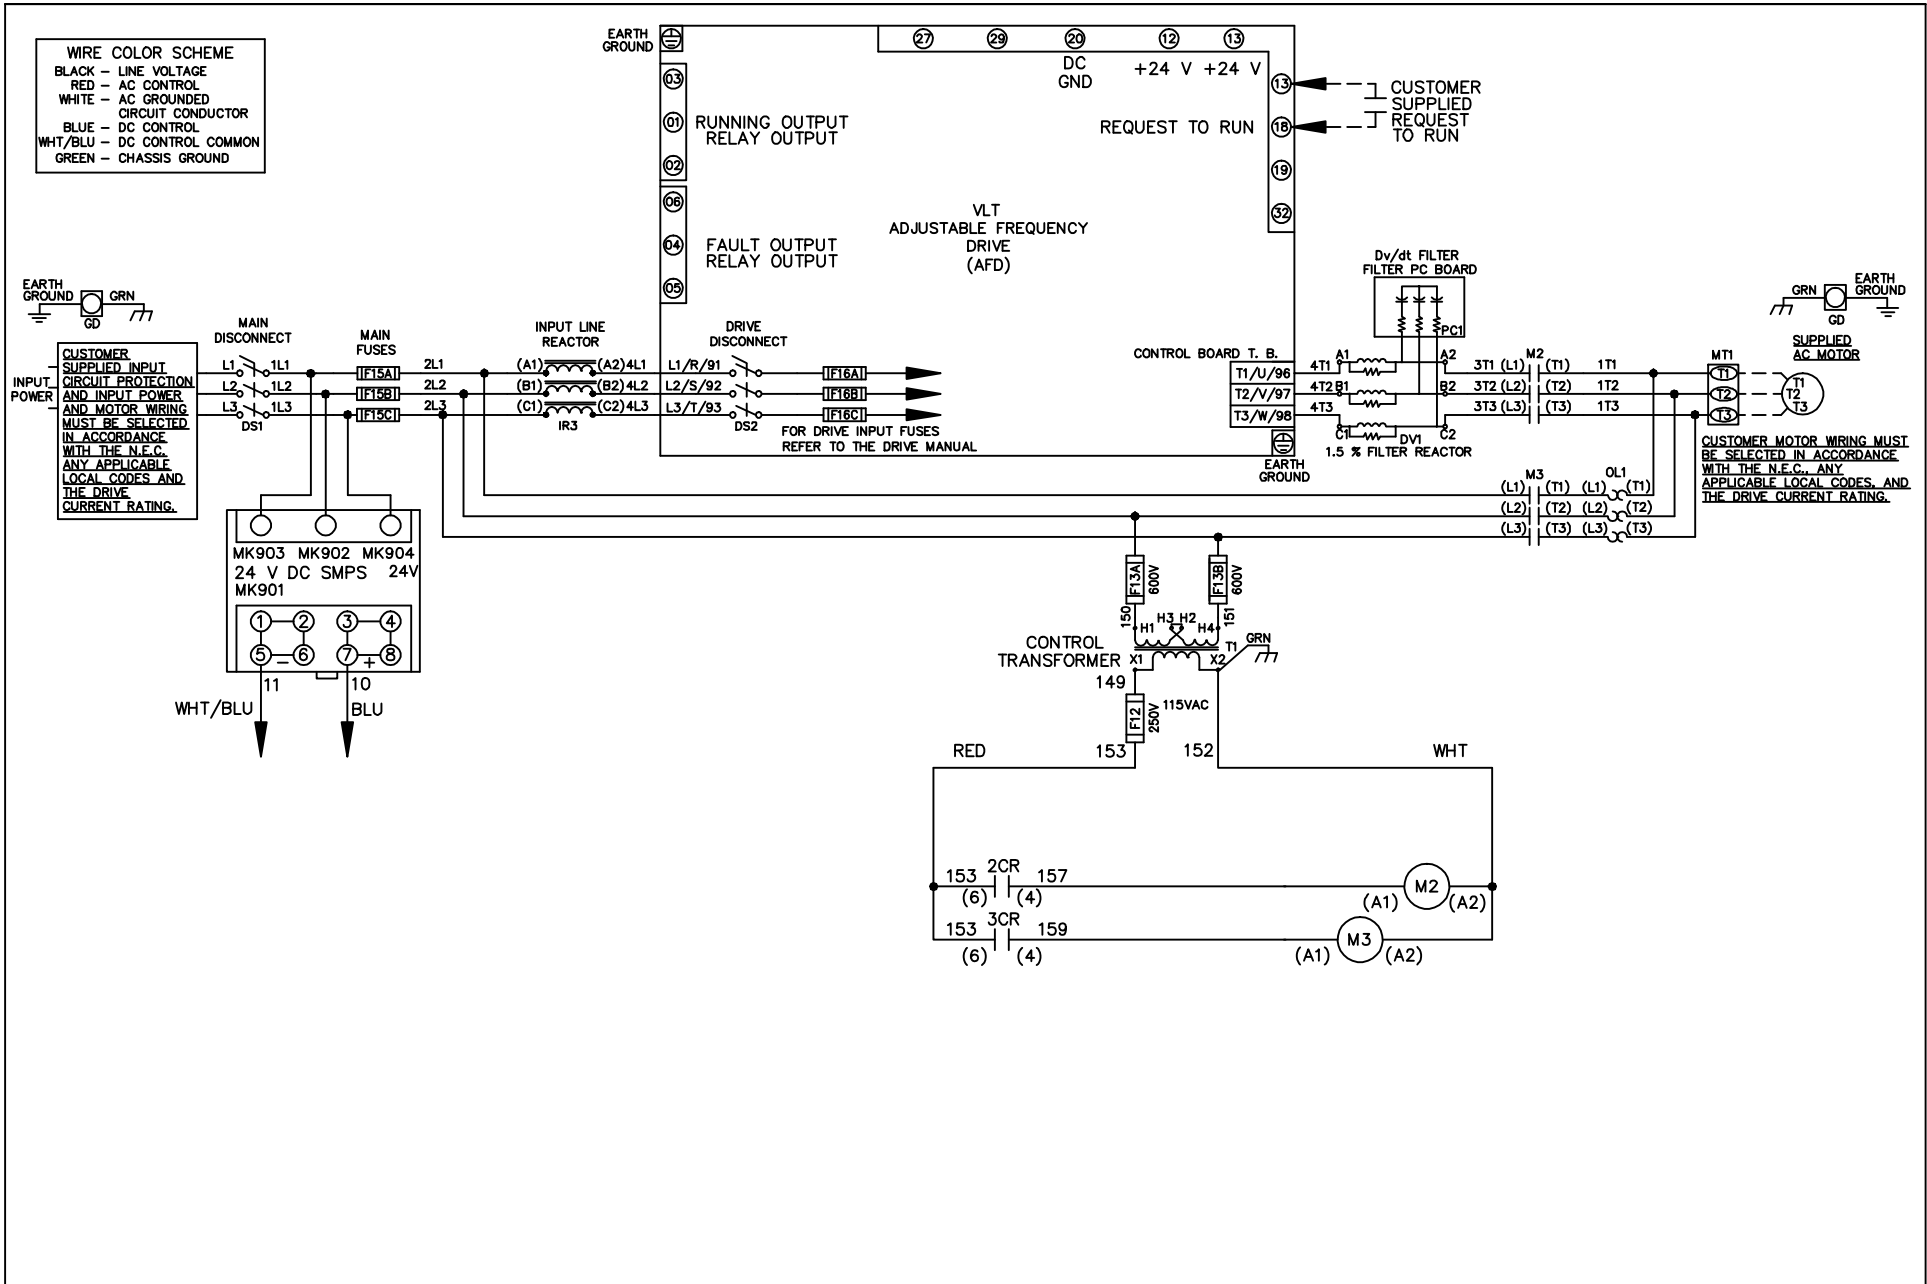 WIRE COLOR SCHEME
BLACK – LINE VOLTAGE
RED – AC CONTROL
WHITE – AC GROUNDED
CIRCUIT CONDUCTOR
BLUE – DC CONTROL
WHT/BLU – DC CONTROL COMMON
GREEN – CHASSIS GROUND
EARTH
GROUND
27 29 20 12 13
DC
GND
+24 V +24 V
03
01
02
RUNNING OUTPUT
RELAY OUTPUT
06
04
05
FAULT OUTPUT
RELAY OUTPUT
VLT
ADJUSTABLE FREQUENCY
DRIVE
(AFD)
REQUEST TO RUN
13
18
19
32
CUSTOMER
SUPPLIED
REQUEST
TO RUN
Dv/dt FILTER
FILTER PC BOARD
PC1
EARTH
GROUND
GRN
GD
INPUT
POWER
CUSTOMER
SUPPLIED INPUT
CIRCUIT PROTECTION
AND INPUT POWER
AND MOTOR WIRING
MUST BE SELECTED
IN ACCORDANCE
WITH THE N.E.C.
ANY APPLICABLE
LOCAL CODES AND
THE DRIVE
CURRENT RATING.
MAIN
DISCONNECT
L1 1L1
L2 1L2
L3 1L3
DS1
MAIN
FUSES
F15A
F15B
F15C
2L1
2L2
2L3
INPUT LINE
REACTOR
(A1) (A2) 4L1
(B1) (B2) 4L2
(C1) (C2) 4L3
IR3
DRIVE
DISCONNECT
L1/R/91
L2/S/92
L3/T/93
DS2
F16A
F16B
F16C
FOR DRIVE INPUT FUSES
REFER TO THE DRIVE MANUAL
CONTROL BOARD T. B.
T1/U/96
T2/V/97
T3/W/98
EARTH
GROUND
4T1 A1 A2
4T2 B1 B2
4T3 C1 C2
DV1
1.5 % FILTER REACTOR
M2
3T1 (L1) (T1) 1T1
3T2 (L2) (T2) 1T2
3T3 (L3) (T3) 1T3
MT1
T1
T2
T3
GRN
EARTH
GROUND
GD
SUPPLIED
AC MOTOR
T1
T2
T3
CUSTOMER MOTOR WIRING MUST
BE SELECTED IN ACCORDANCE
WITH THE N.E.C., ANY
APPLICABLE LOCAL CODES, AND
THE DRIVE CURRENT RATING.
M3 OL1
(L1) (T1) (L1) (T1)
(L2) (T2) (L2) (T2)
(L3) (T3) (L3) (T3)
MK903 MK902 MK904
24 V DC SMPS 24V
MK901
1 2 3 4
5 – 6 7 + 8
11 10
WHT/BLU BLU
F13A
600V
F13B
600V
150 151
H1 H3 H2 H4
CONTROL
TRANSFORMER
T1
GRN
X1 X2
149
F12
250V
115VAC
RED 153 152 WHT
153 2CR 157
(6) (4)
M2
(A1) (A2)
153 3CR 159
(6) (4)
M3
(A1) (A2)